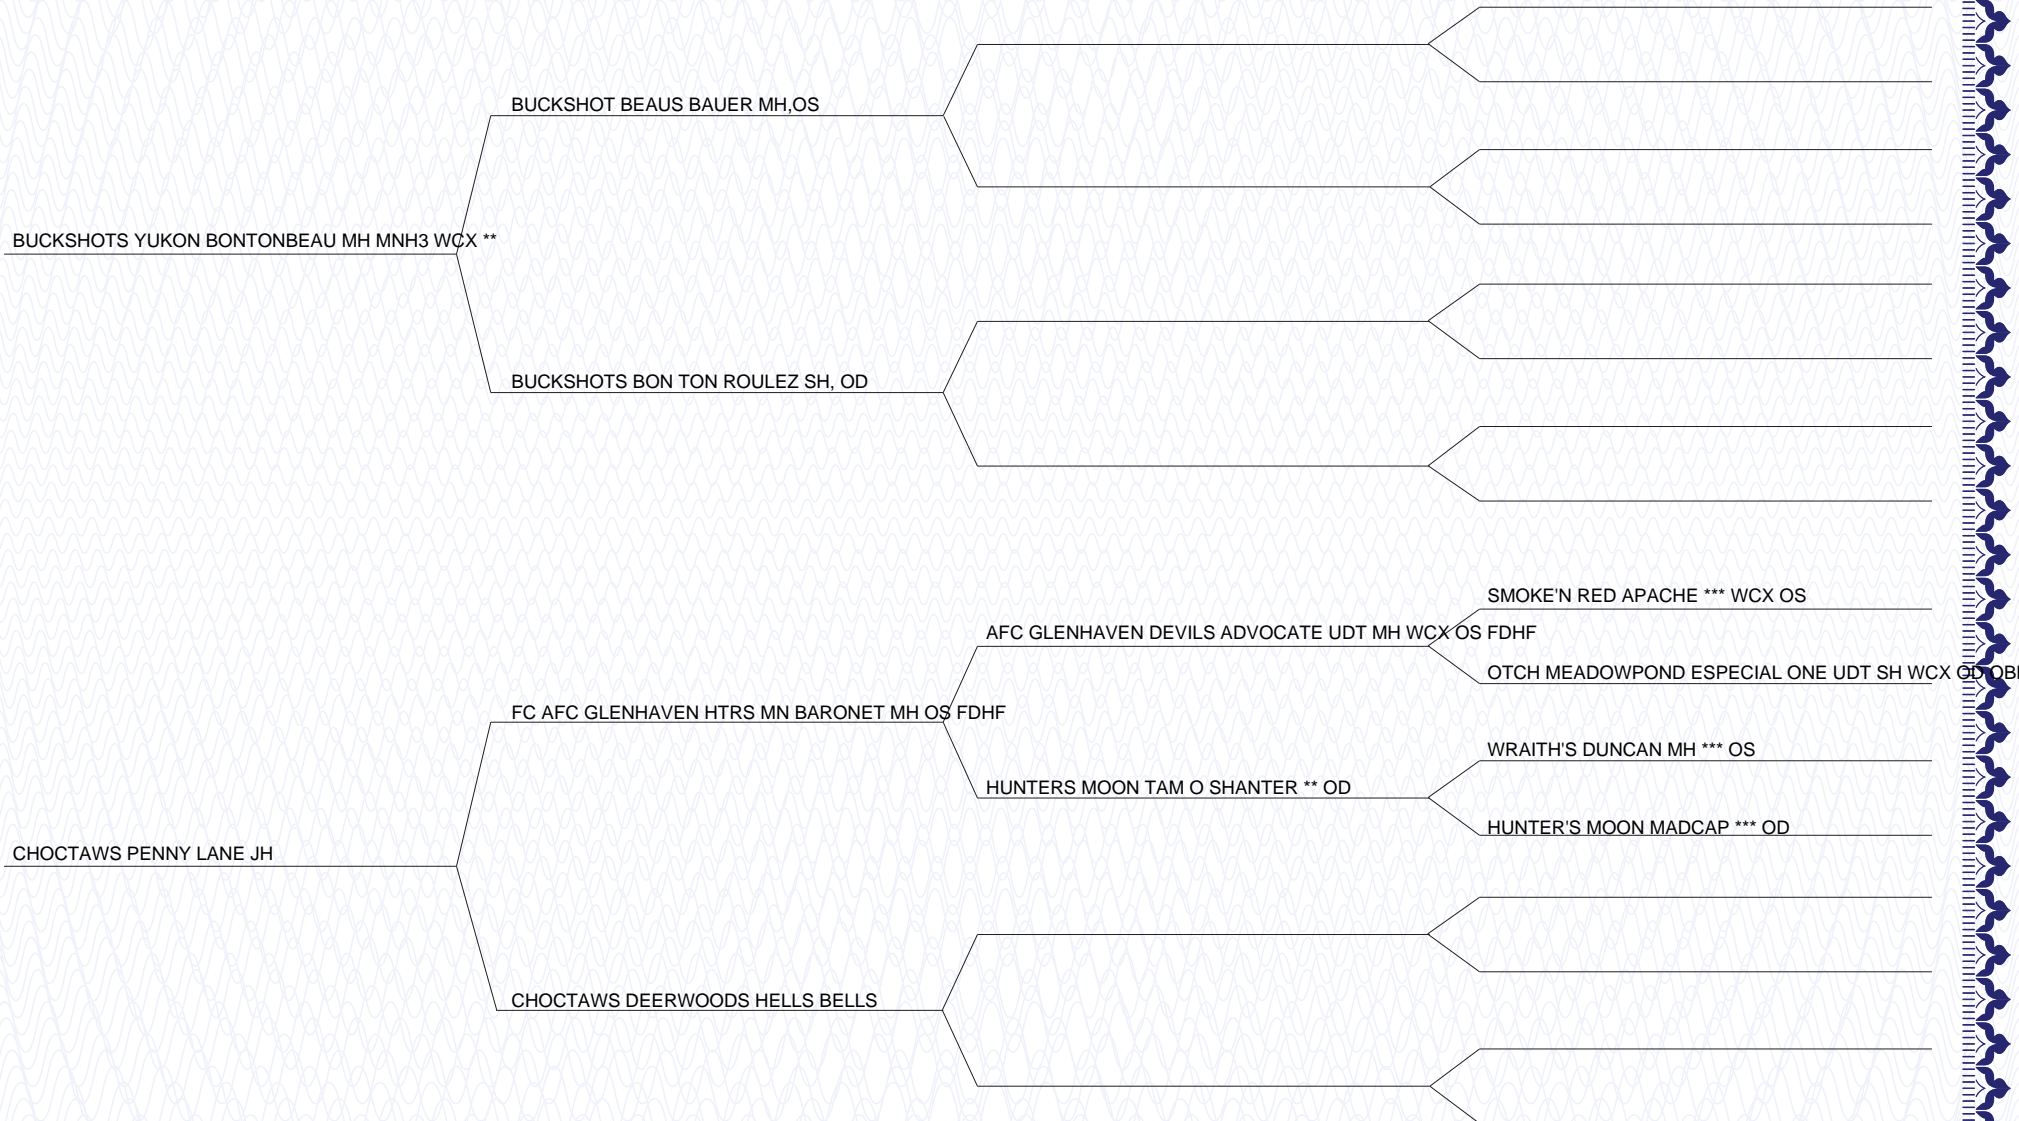 BUCKSHOT BEAUS BAUER MH,OS
BUCKSHOTS YUKON BONTONBEAU MH MNH3 WCX **
BUCKSHOTS BON TON ROULEZ SH, OD
SMOKE'N RED APACHE *** WCX OS
AFC GLENHAVEN DEVILS ADVOCATE UDT MH WCX OS FDHF
OTCH MEADOWPOND ESPECIAL ONE UDT SH WCX OD
FC AFC GLENHAVEN HTRS MN BARONET MH OS FDHF
WRAITH'S DUNCAN MH *** OS
HUNTERS MOON TAM O SHANTER ** OD
HUNTER'S MOON MADCAP *** OD
CHOCTAWS PENNY LANE JH
CHOCTAWS DEERWOODS HELLS BELLS